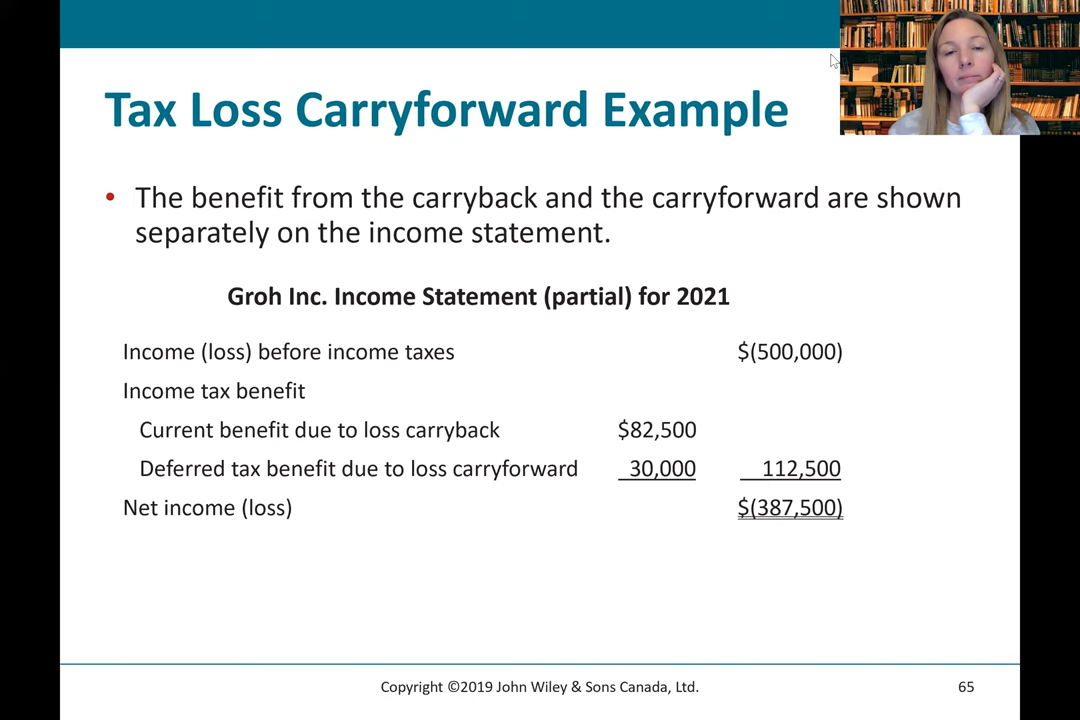 Tax Loss Carryforward Example
• The benefit from the carryback and the carryforward are shown
separately on the income statement.
Groh Inc. Income Statement (partial) for 2021
Income (loss) before income taxes $(500,000)
Income tax benefit
Current benefit due to loss carryback $82,500
Deferred tax benefit due to loss carryforward 30,000 112,500
Net income (loss) $(387,500)
Copyright ©2019 John Wiley & Sons Canada, Ltd. 65